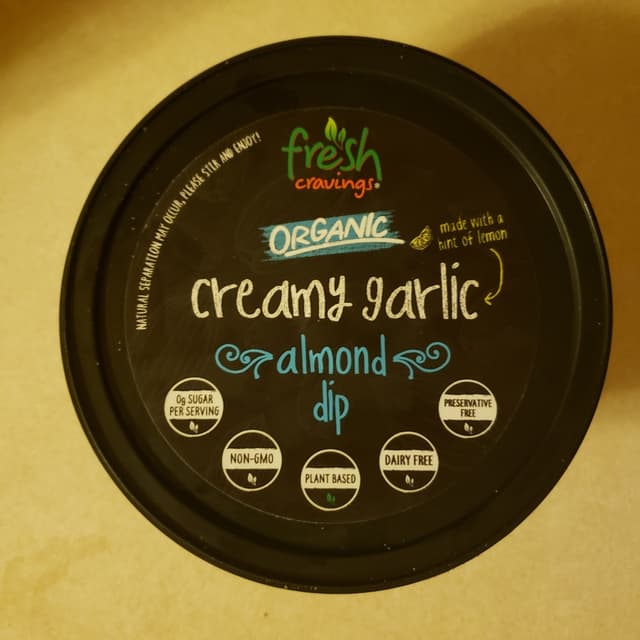 NATURAL SEPARATION MAY OCCUR, PLEASE STIR AND ENJOY!
fresh
cravings®
ORGANIC
made with a
hint of lemon
creamy garlic
almond
dip
0g SUGAR
PER SERVING
NON-GMO
PLANT BASED
DAIRY FREE
PRESERVATIVE
FREE